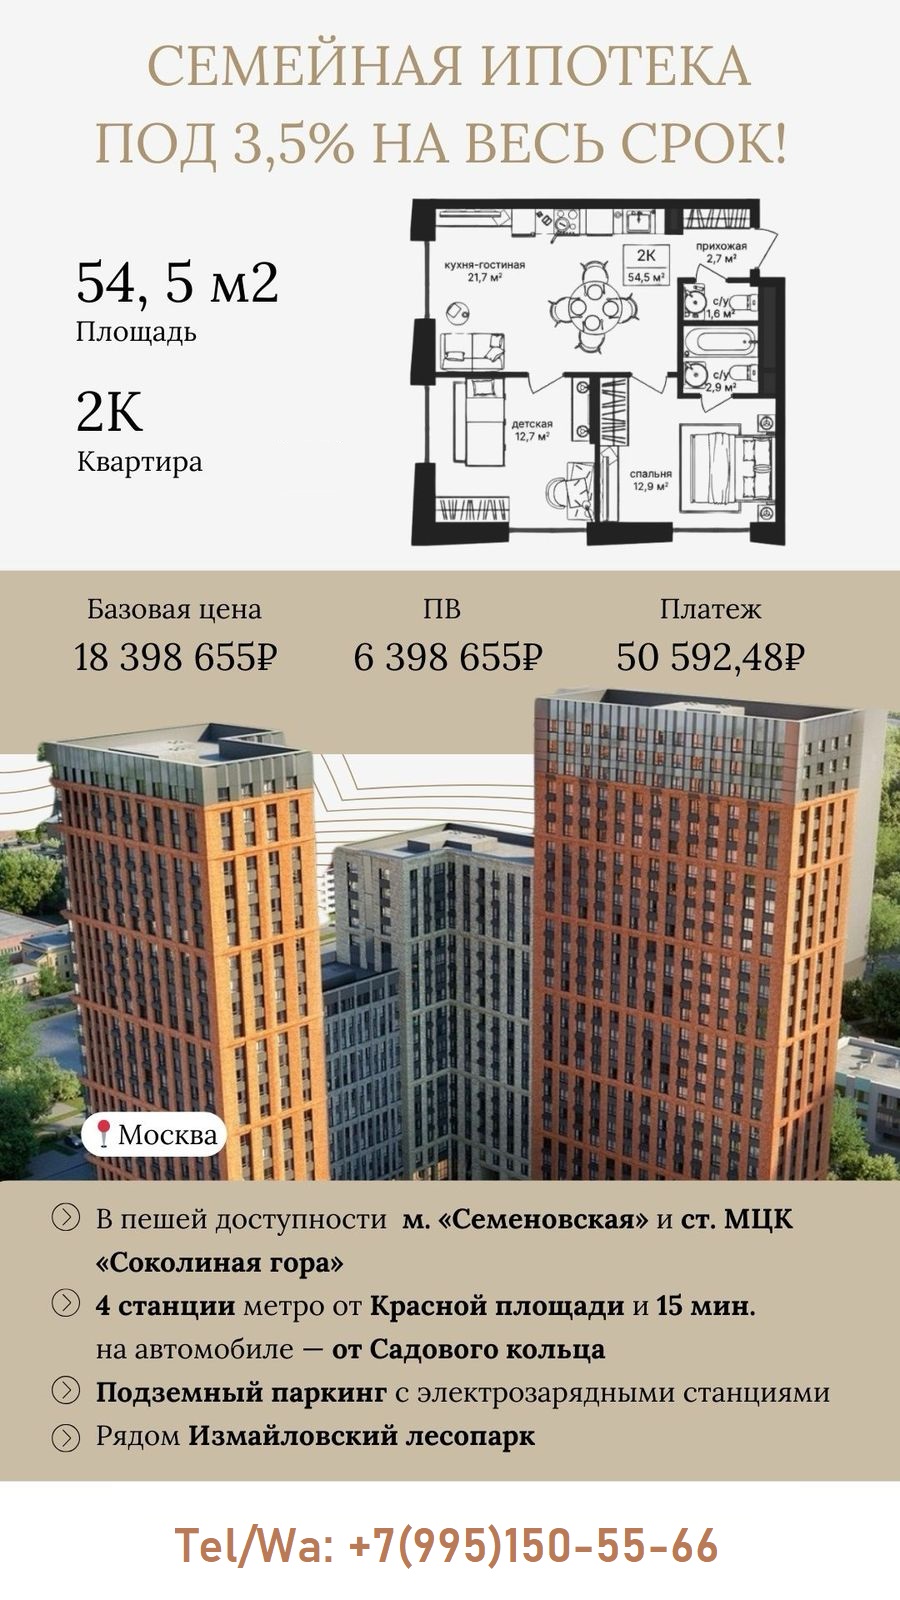 СЕМЕЙНАЯ ИПОТЕКА
ПОД 3,5% НА ВЕСЬ СРОК!
54, 5 м2
Площадь
2К
Квартира
кухня-гостиная
21,7 м²
2К
54,5 м²
прихожая
2,7 м²
с/у
1,6 м²
с/у
2,9 м²
детская
12,7 м²
спальня
12,9 м²
Базовая цена
18 398 655₽
ПВ
6 398 655₽
Платеж
50 592,48₽
Москва
В пешей доступности м. «Семеновская» и ст. МЦК
«Соколиная гора»
4 станции метро от Красной площади и 15 мин.
на автомобиле — от Садового кольца
Подземный паркинг с электрозарядными станциями
Рядом Измайловский лесопарк
Tel/Wa: +7(995)150-55-66